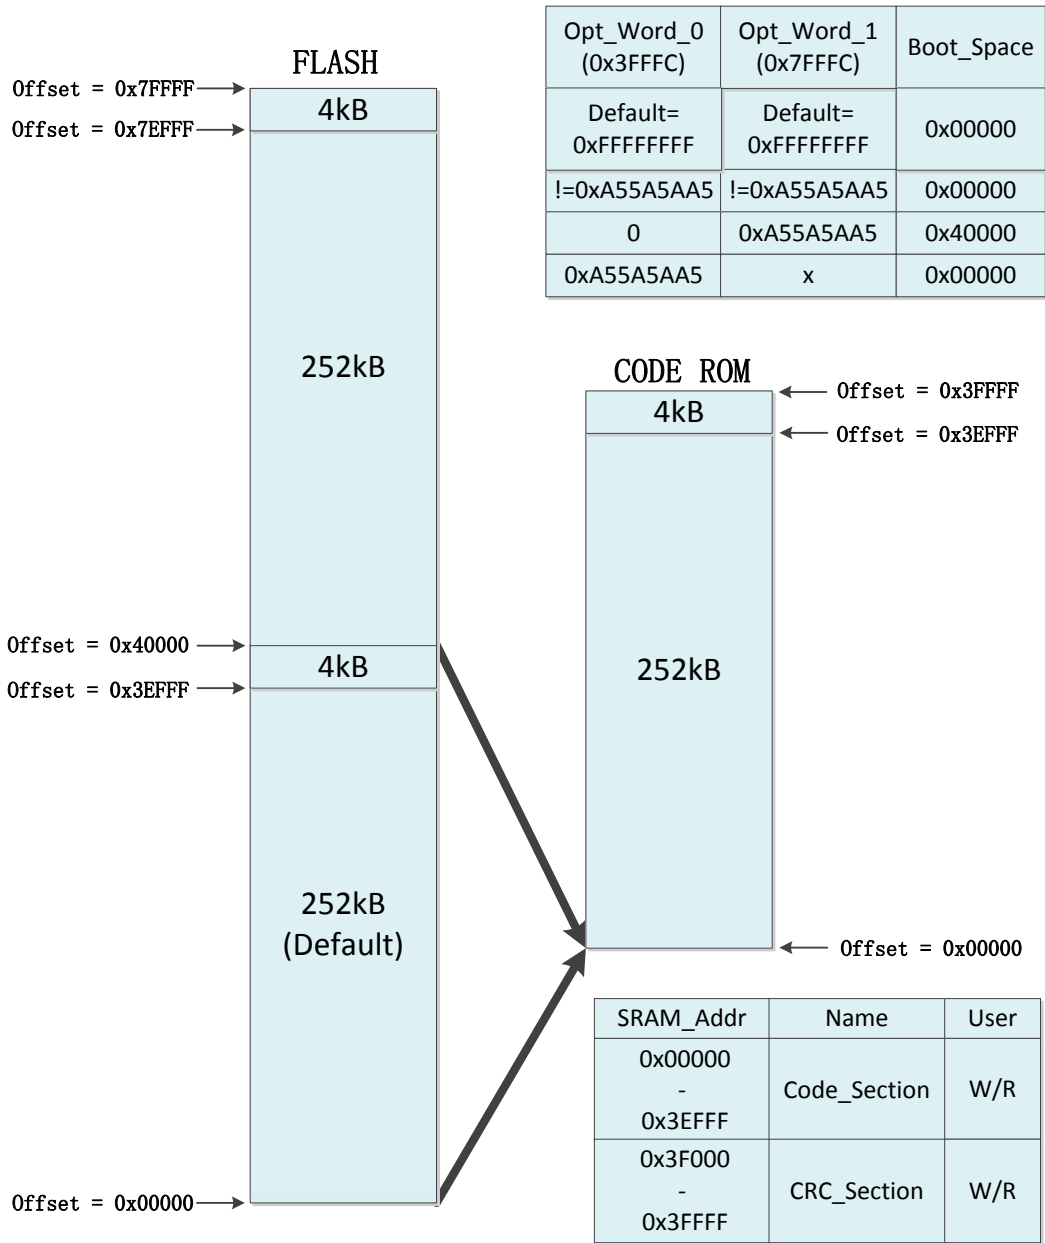 FLASH
Offset = 0x7FFFF
4kB
Offset = 0x7EFFF
252kB
Offset = 0x40000
4kB
Offset = 0x3EFFF
252kB
(Default)
Offset = 0x00000
Opt_Word_0 Opt_Word_1 Boot_Space
(0x3FFFC) (0x7FFFC)
Default= Default= 0x00000
0xFFFFFFFF 0xFFFFFFFF
!=0xA55A5AA5 !=0xA55A5AA5 0x00000
0 0xA55A5AA5 0x40000
0xA55A5AA5 x 0x00000
CODE ROM
Offset = 0x3FFFF
4kB
Offset = 0x3EFFF
252kB
Offset = 0x00000
SRAM_Addr Name User
0x00000
- Code_Section W/R
0x3EFFF
0x3F000
- CRC_Section W/R
0x3FFFF